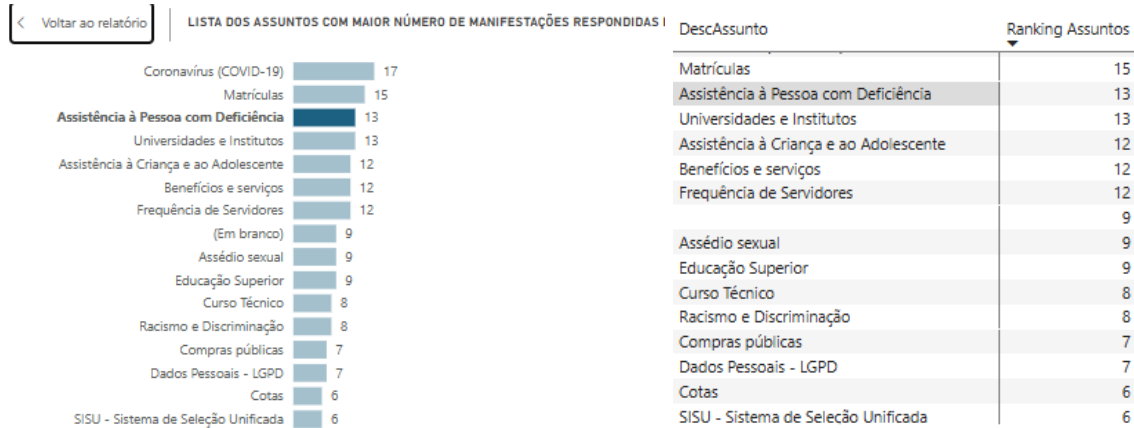 Voltar ao relatório
LISTA DOS ASSUNTOS COM MAIOR NÚMERO DE MANIFESTAÇÕES RESPONDIDAS
Coronavírus (COVID-19) 17
Matrículas 15
Assistência à Pessoa com Deficiência 13
Universidades e Institutos 13
Assistência à Criança e ao Adolescente 12
Benefícios e serviços 12
Frequência de Servidores 12
(Em branco) 9
Assédio sexual 9
Educação Superior 9
Curso Técnico 8
Racismo e Discriminação 8
Compras públicas 7
Dados Pessoais - LGPD 7
Cotas 6
SISU - Sistema de Seleção Unificada 6
DescAssunto Ranking Assuntos
Matrículas 15
Assistência à Pessoa com Deficiência 13
Universidades e Institutos 13
Assistência à Criança e ao Adolescente 12
Benefícios e serviços 12
Frequência de Servidores 12
9
Assédio sexual 9
Educação Superior 9
Curso Técnico 8
Racismo e Discriminação 8
Compras públicas 7
Dados Pessoais - LGPD 7
Cotas 6
SISU - Sistema de Seleção Unificada 6